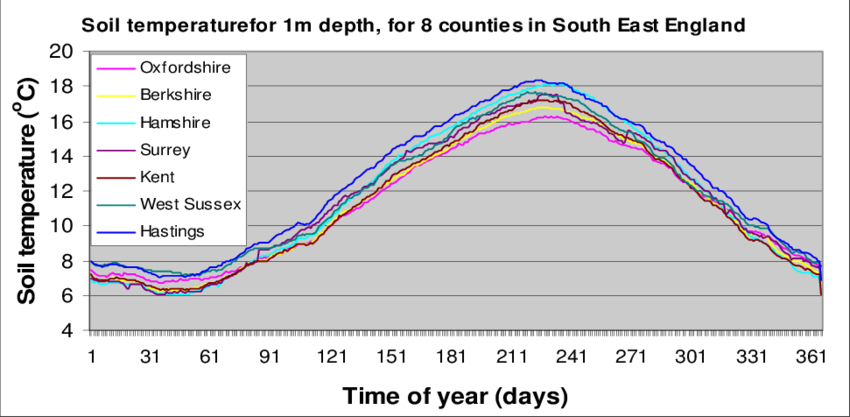 Soil temperaturefor 1m depth, for 8 counties in South East England
20
18
16
14
12
10
8
6
4
Soil temperature (°C)
Oxfordshire
Berkshire
Hamshire
Surrey
Kent
West Sussex
Hastings
1 31 61 91 121 151 181 211 241 271 301 331 361
Time of year (days)